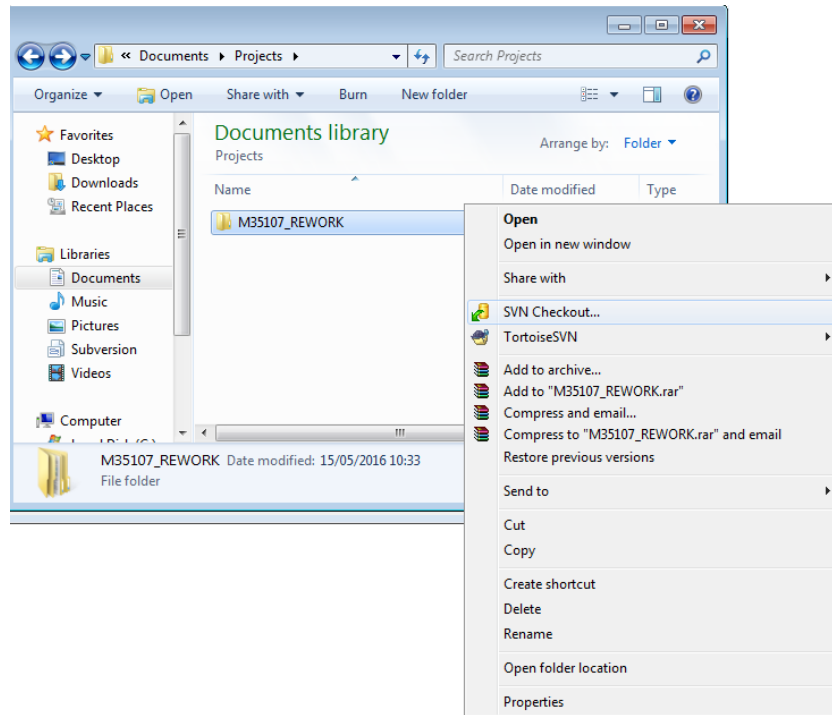 « Documents Projects
Search Projects
Organize Open Share with Burn New folder
Favorites
Desktop
Downloads
Recent Places
Libraries
Documents
Music
Pictures
Subversion
Videos
Computer
Documents library
Projects
Arrange by: Folder
Name Date modified Type
M35107_REWORK
M35107_REWORK Date modified: 15/05/2016 10:33
File folder
Open
Open in new window
Share with
SVN Checkout...
TortoiseSVN
Add to archive...
Add to "M35107_REWORK.rar"
Compress and email...
Compress to "M35107_REWORK.rar" and email
Restore previous versions
Send to
Cut
Copy
Create shortcut
Delete
Rename
Open folder location
Properties